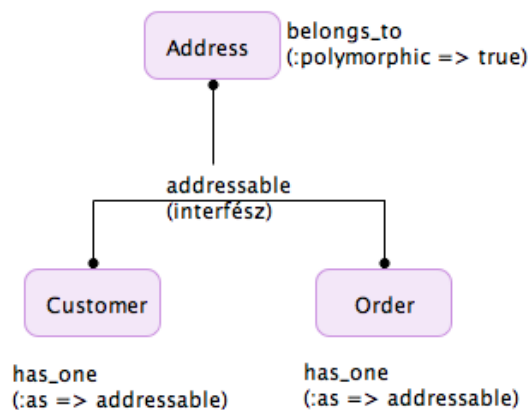 Address
belongs_to
(:polymorphic => true)
addressable
(interfész)
Customer
Order
has_one
(:as => addressable)
has_one
(:as => addressable)